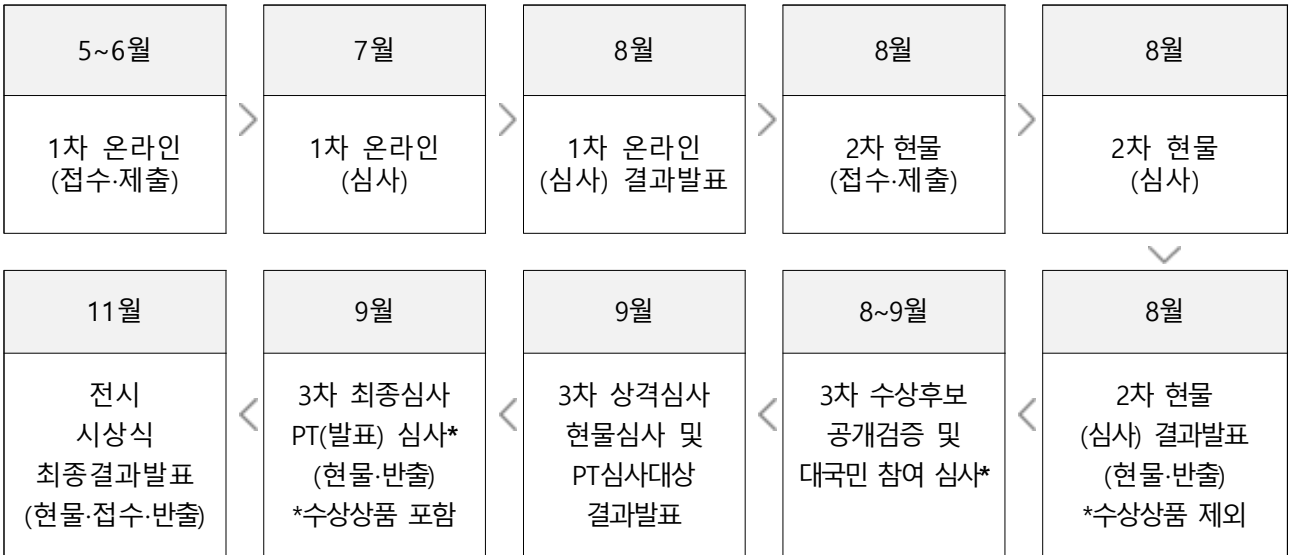 5~6월
1차 온라인
(접수·제출)
7월
1차 온라인
(심사)
8월
1차 온라인
(심사) 결과발표
8월
2차 현물
(접수·제출)
8월
2차 현물
(심사)
8월
2차 현물
(심사) 결과발표
(현물·반출)
*수상상품 제외
8~9월
3차 수상후보
공개검증 및
대국민 참여 심사*
9월
3차 상격심사
현물심사 및
PT심사대상
결과발표
9월
3차 최종심사
PT(발표) 심사*
(현물·반출)
*수상상품 포함
11월
전시
시상식
최종결과발표
(현물·접수·반출)